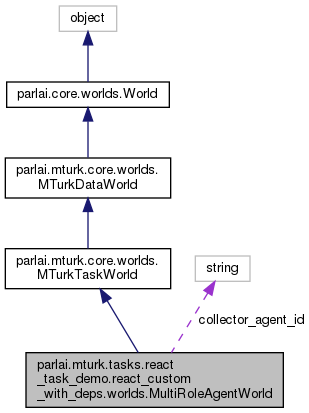 object
parlai.core.worlds.World
parlai.mturk.core.worlds.
MTurkDataWorld
parlai.mturk.core.worlds.
MTurkTaskWorld
string
collector_agent_id
parlai.mturk.tasks.react
_task_demo.react_custom
_with_deps.worlds.MultiRoleAgentWorld